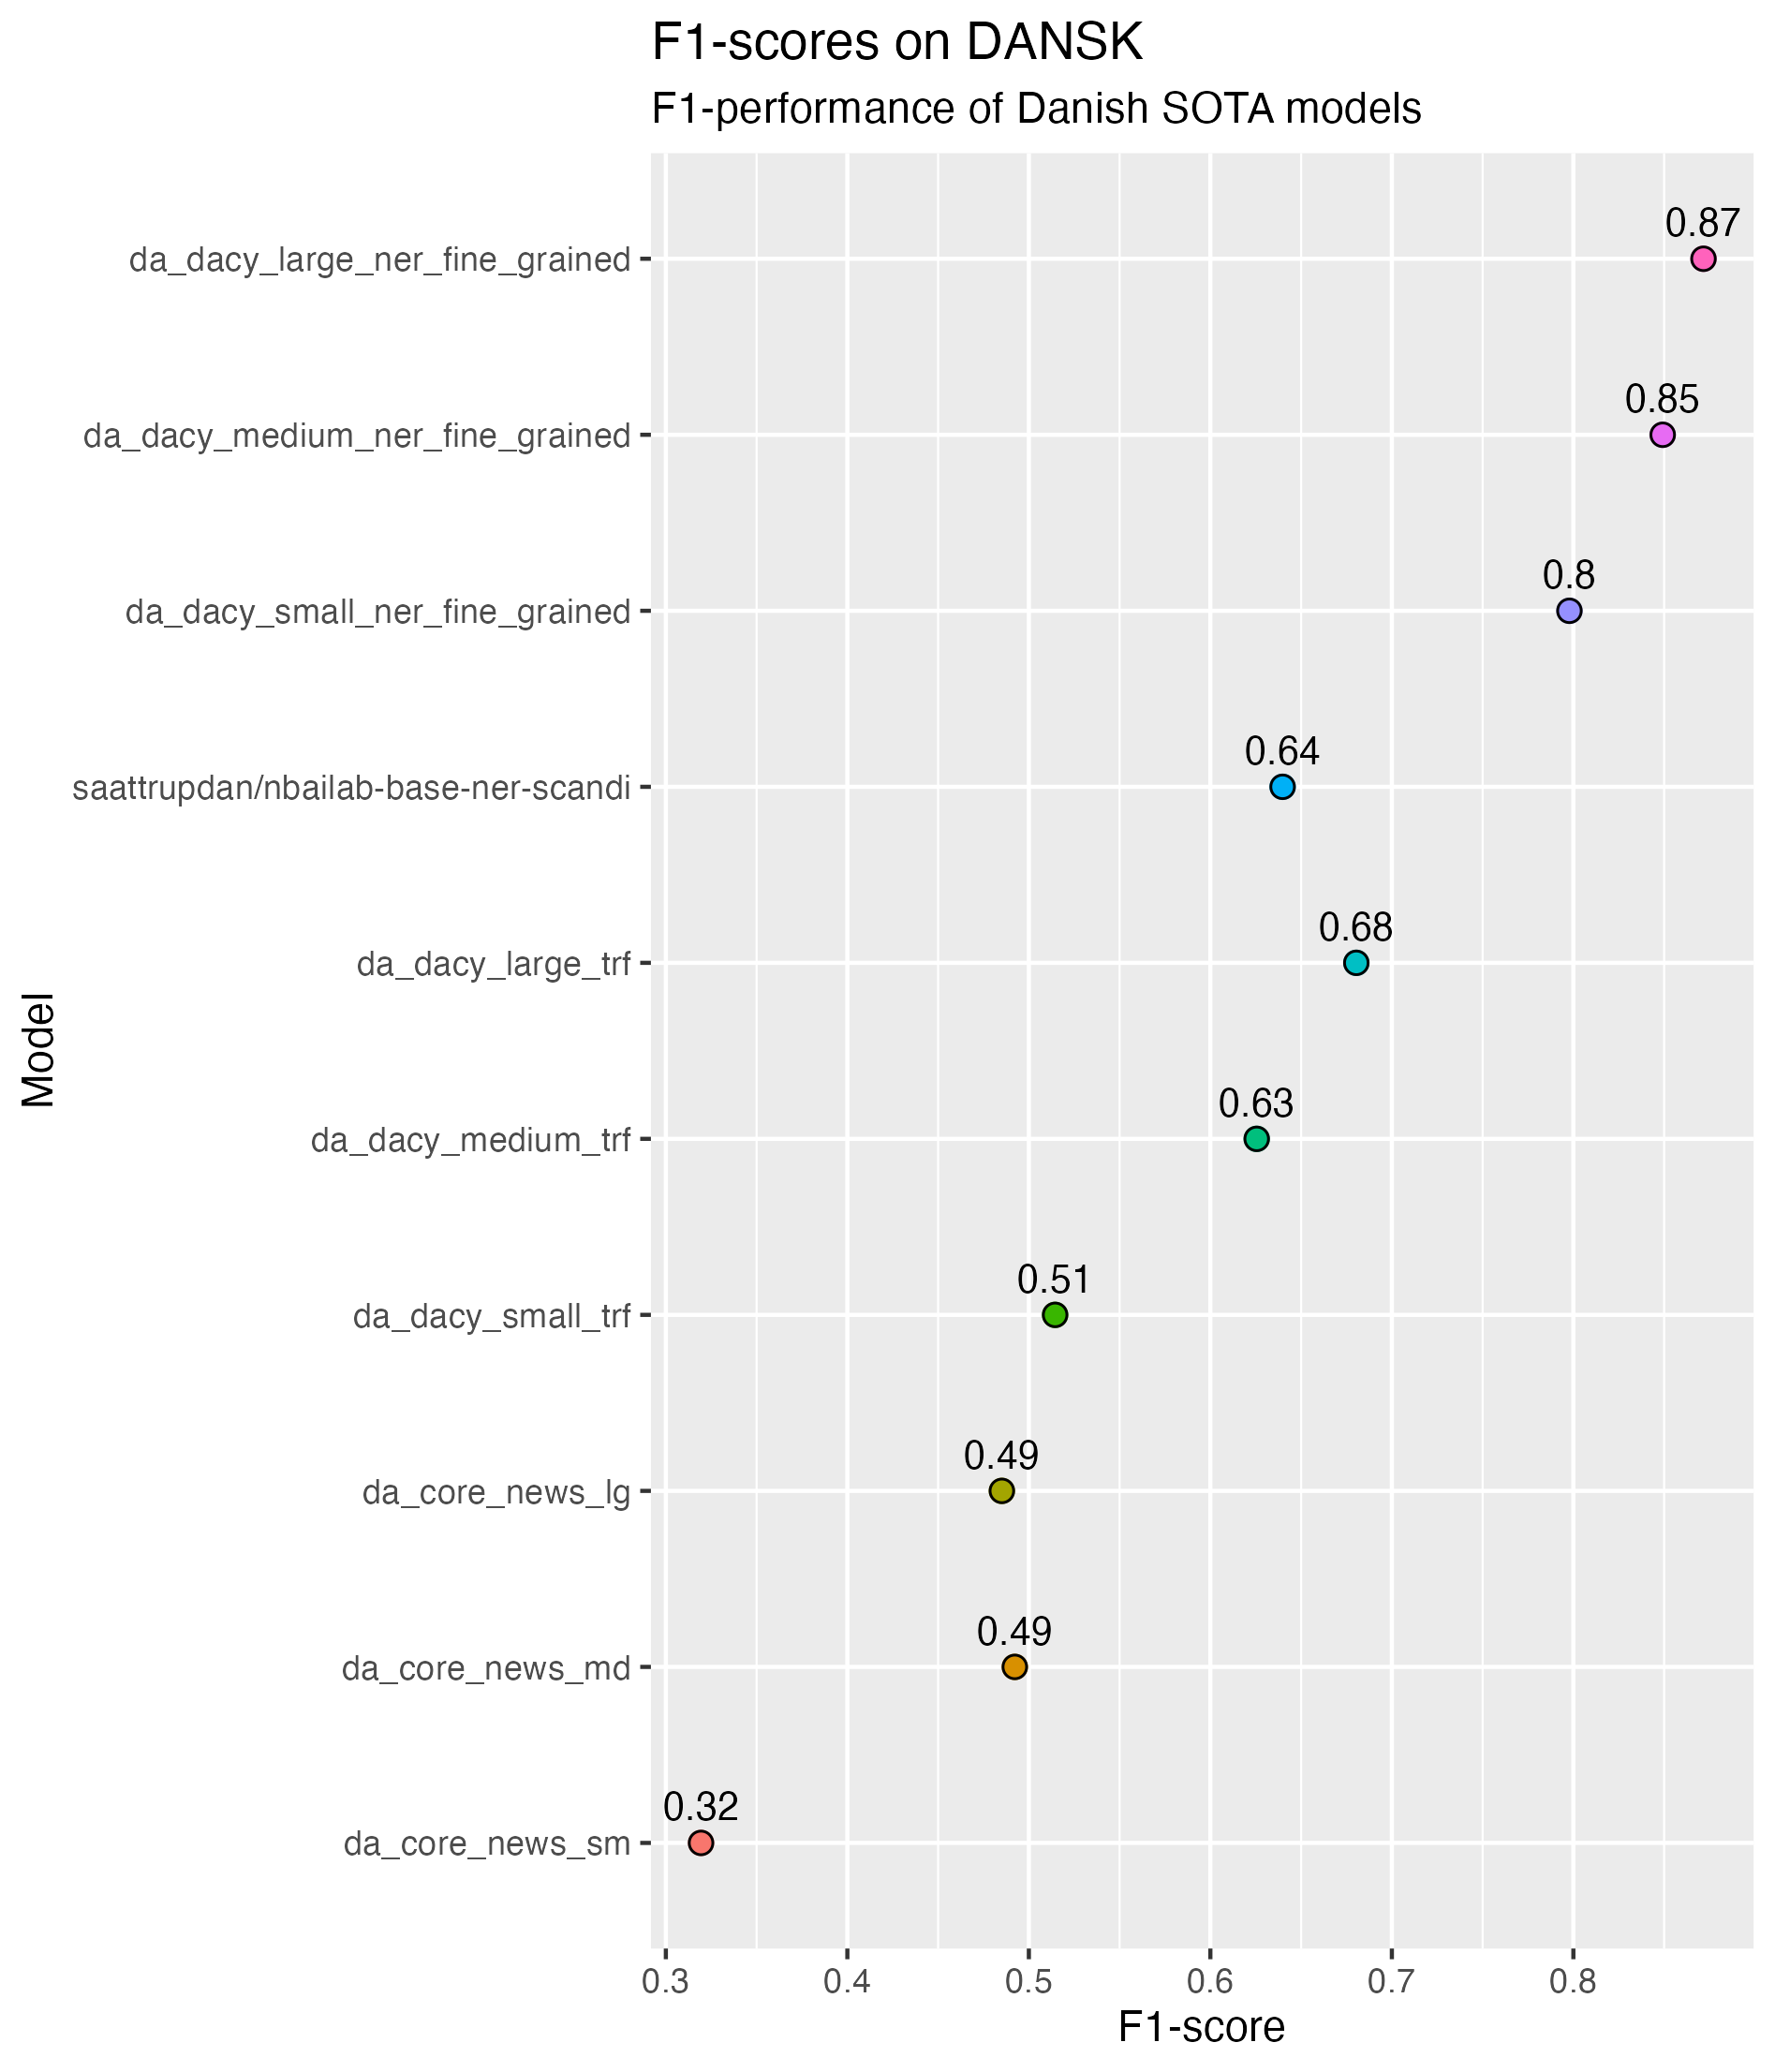 F1-scores on DANSK
F1-performance of Danish SOTA models
Model
da_dacy_large_ner_fine_grained
0.87
da_dacy_medium_ner_fine_grained
0.85
da_dacy_small_ner_fine_grained
0.8
saattrupdan/nbailab-base-ner-scandi
0.64
da_dacy_large_trf
0.68
da_dacy_medium_trf
0.63
da_dacy_small_trf
0.51
da_core_news_lg
0.49
da_core_news_md
0.49
da_core_news_sm
0.32
0.3 0.4 0.5 0.6 0.7 0.8
F1-score